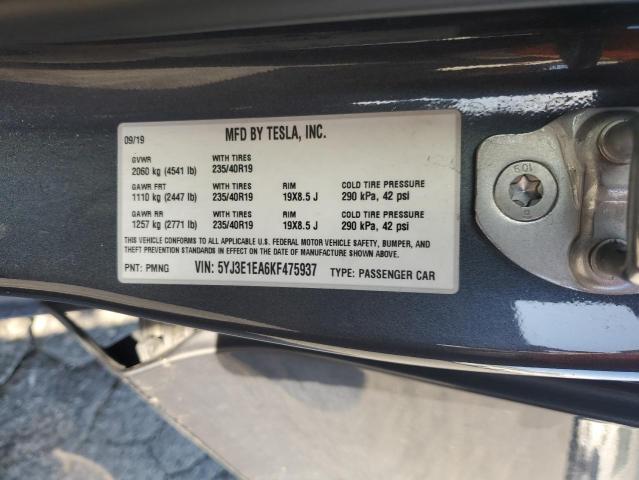 09/19 MFD BY TESLA, INC.
GVWR WITH TIRES
2060 kg (4541 lb) 235/40R19
GAWR FRT WITH TIRES RIM COLD TIRE PRESSURE
1110 kg (2447 lb) 235/40R19 19X8.5 J 290 kPa, 42 psi
GAWR RR WITH TIRES RIM COLD TIRE PRESSURE
1257 kg (2771 lb) 235/40R19 19X8.5 J 290 kPa, 42 psi
THIS VEHICLE CONFORMS TO ALL APPLICABLE U.S. FEDERAL MOTOR VEHICLE SAFETY, BUMPER, AND
THEFT PREVENTION STANDARDS IN EFFECT ON THE DATE OF MANUFACTURE SHOWN ABOVE.
PNT: PMNG VIN: 5YJ3E1EA6KF475937 TYPE: PASSENGER CAR
10.9